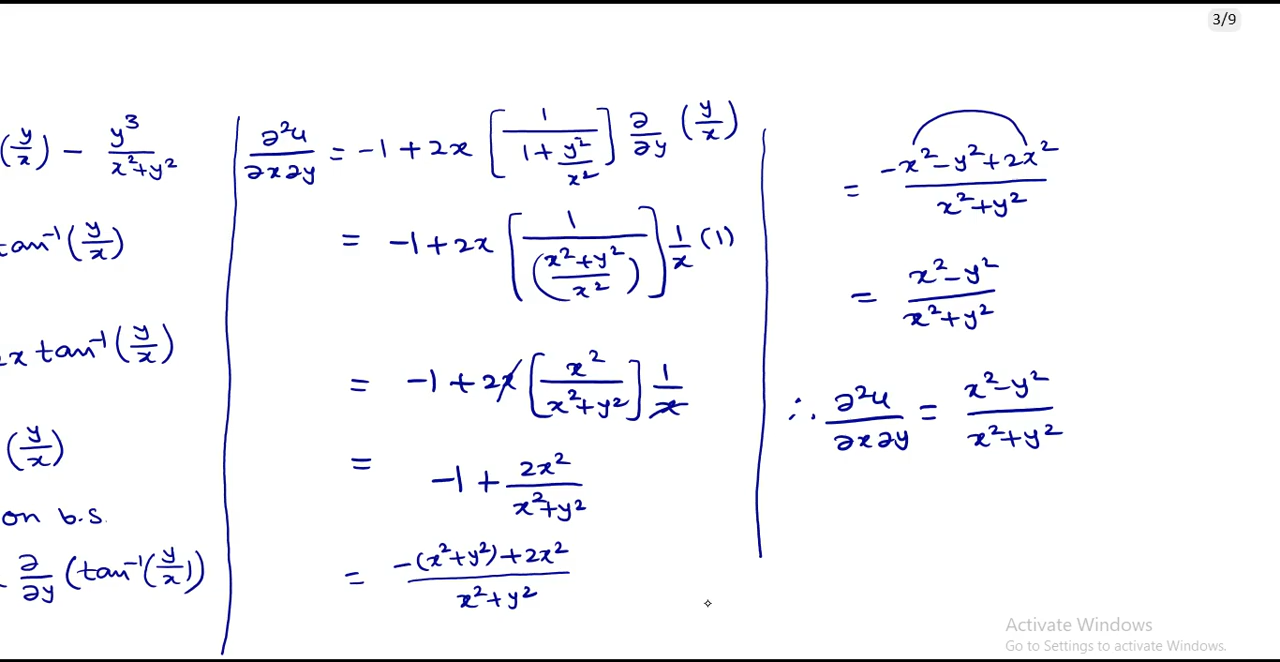 3/9
(y/x) - y³/(x²+y²)
tan⁻¹(y/x)
2x tan⁻¹(y/x)
(y/x)
on b.s.
∂/∂y (tan⁻¹(y/x))
∂²u/∂x∂y = -1 + 2x [1/(1 + y²/x²)] ∂/∂y (y/x)
= -1 + 2x [1/((x²+y²)/x²)] 1/x (1)
= -1 + 2x [x²/(x²+y²)] 1/x
= -1 + 2x²/(x²+y²)
= (-(x²+y²)+2x²)/(x²+y²)
= (-x²-y²+2x²)/(x²+y²)
= (x²-y²)/(x²+y²)
∴ ∂²u/∂x∂y = (x²-y²)/(x²+y²)
Activate Windows
Go to Settings to activate Windows.